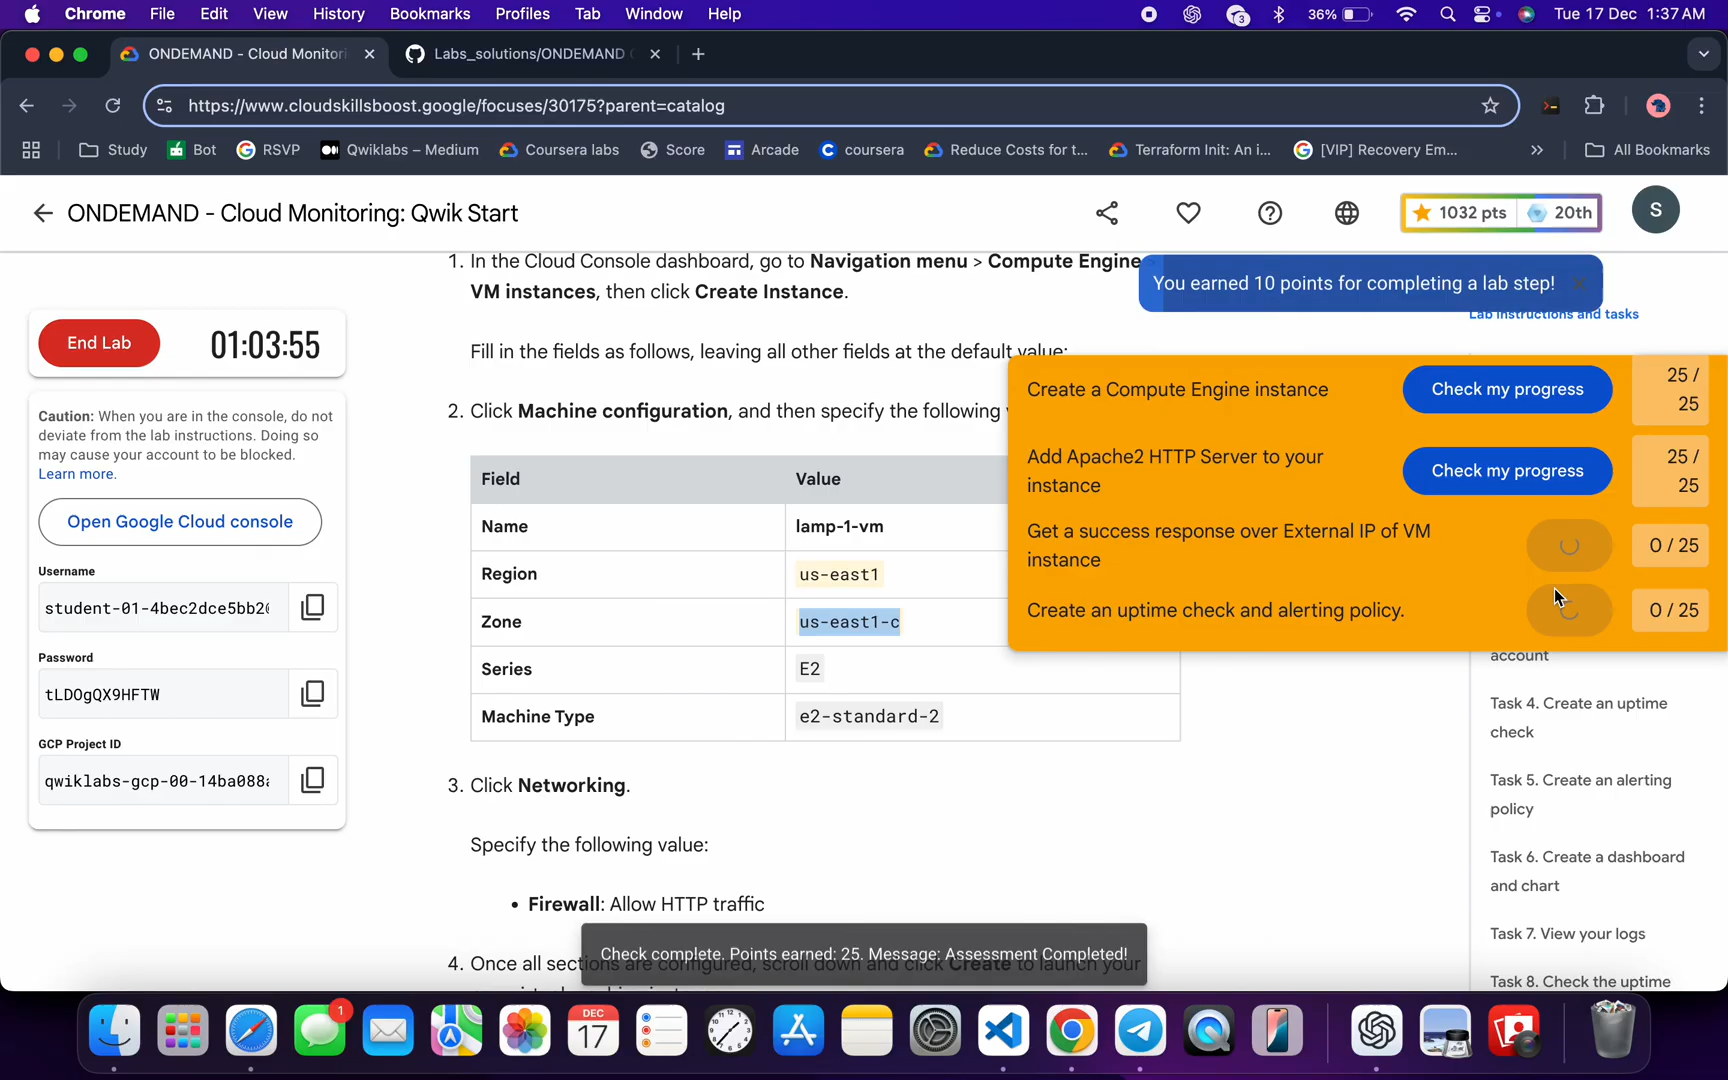 Chrome File Edit View History Bookmarks Profiles Tab Window Help
3
36%
Tue 17 Dec 1:37 AM
ONDEMAND - Cloud Monitori
Labs_solutions/ONDEMAND
https://www.cloudskillsboost.google/focuses/30175?parent=catalog
Study Bot RSVP Qwiklabs – Medium Coursera labs Score Arcade coursera Reduce Costs for t... Terraform Init: An i... [VIP] Recovery Em... » All Bookmarks
ONDEMAND - Cloud Monitoring: Qwik Start
1032 pts 20th
S
1. In the Cloud Console dashboard, go to Navigation menu > Compute Engine
VM instances, then click Create Instance.
You earned 10 points for completing a lab step!
Lab instructions and tasks
End Lab
01:03:55
Fill in the fields as follows, leaving all other fields at the default value:
2. Click Machine configuration, and then specify the following
Create a Compute Engine instance
Check my progress
25 /
25
Add Apache2 HTTP Server to your
instance
Check my progress
25 /
25
Get a success response over External IP of VM
instance
0 / 25
Create an uptime check and alerting policy.
0 / 25
Caution: When you are in the console, do not
deviate from the lab instructions. Doing so
may cause your account to be blocked.
Learn more.
Open Google Cloud console
Username
student-01-4bec2dce5bb2
Password
tLDOgQX9HFTW
GCP Project ID
qwiklabs-gcp-00-14ba088
Field Value
Name lamp-1-vm
Region us-east1
Zone us-east1-c
Series E2
Machine Type e2-standard-2
3. Click Networking.
Specify the following value:
• Firewall: Allow HTTP traffic
4. Once all sections are configured, scroll down and click Create to launch your
Check complete. Points earned: 25. Message: Assessment Completed!
account
Task 4. Create an uptime
check
Task 5. Create an alerting
policy
Task 6. Create a dashboard
and chart
Task 7. View your logs
Task 8. Check the uptime
1
DEC
17